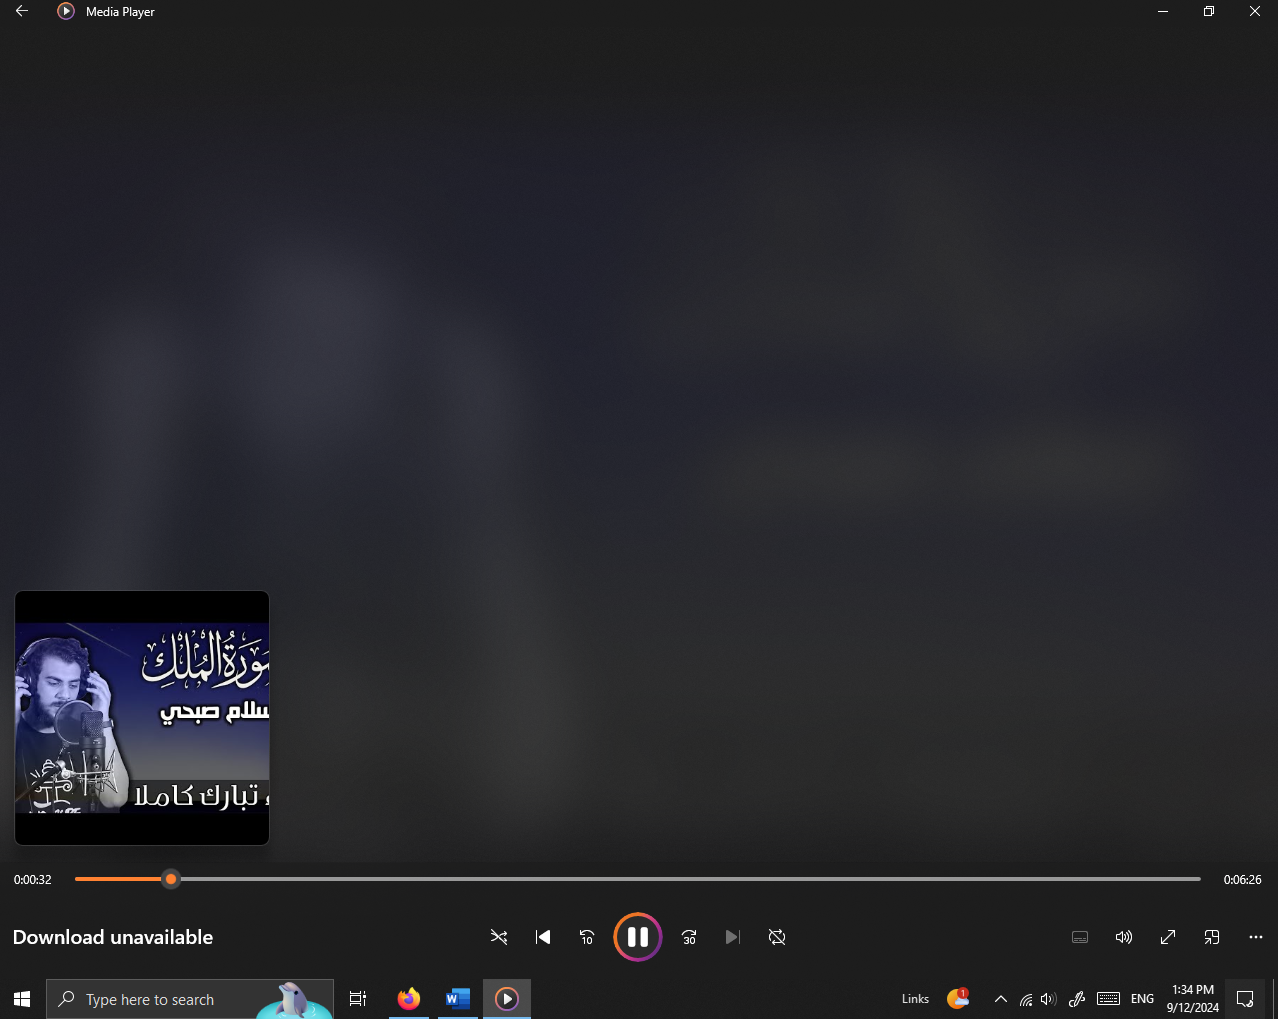 Media Player
سورة الملك
سلام صبحي
تبارك كاملا
0:00:32
0:06:26
Download unavailable
10
30
Type here to search
Links
1
ENG
1:34 PM
9/12/2024